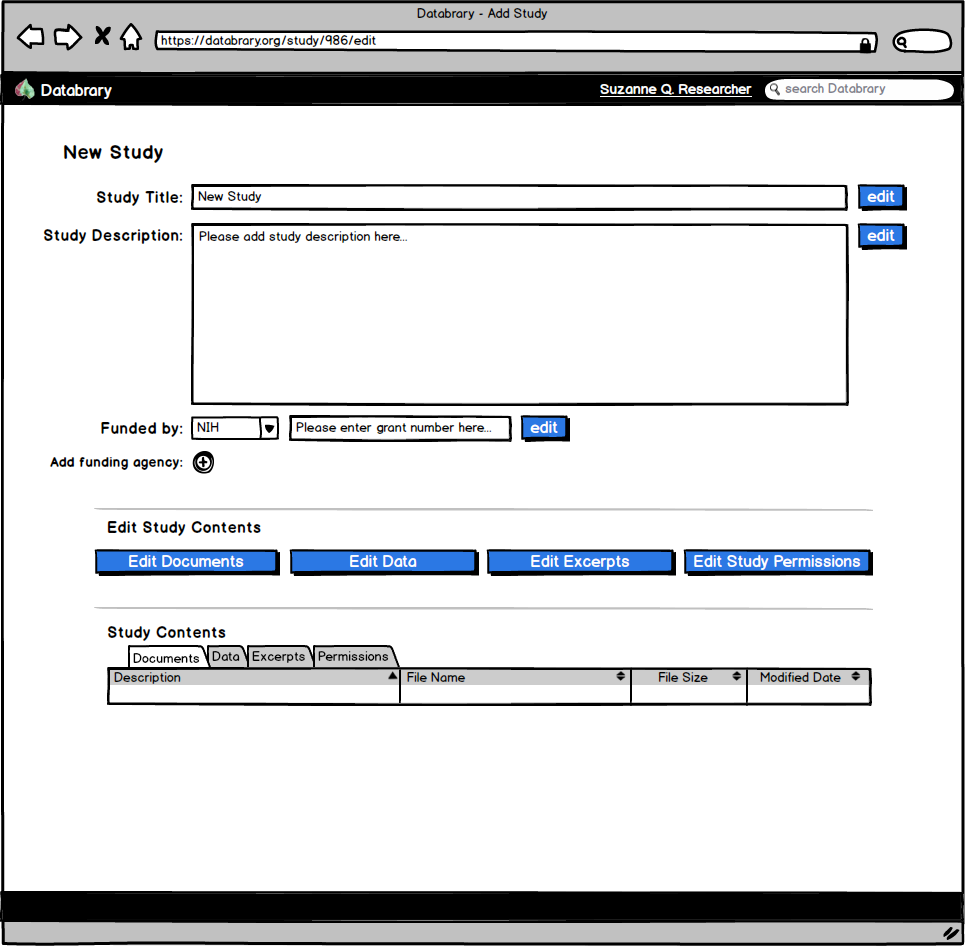 Databrary - Add Study
https://databrary.org/study/986/edit
Databrary Suzanne Q. Researcher search Databrary
New Study
Study Title: New Study edit
Study Description: Please add study description here... edit
Funded by: NIH Please enter grant number here... edit
Add funding agency:
Edit Study Contents
Edit Documents Edit Data Edit Excerpts Edit Study Permissions
Study Contents
Documents Data Excerpts Permissions
Description File Name File Size Modified Date